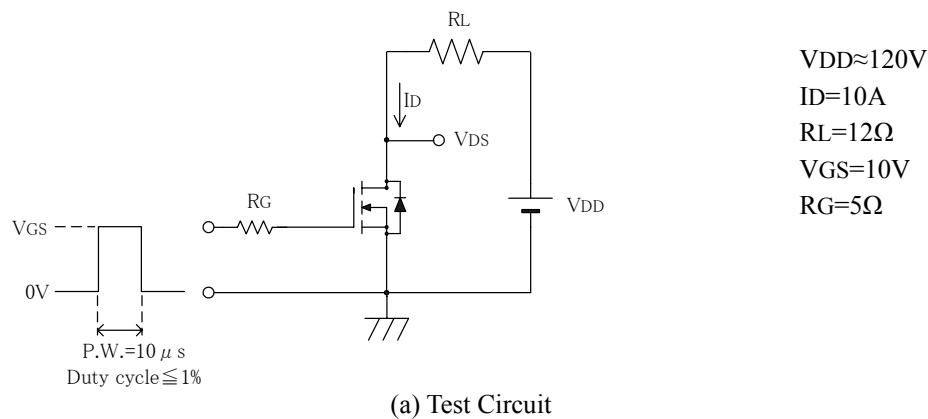 RL
VDD≈120V
ID=10A
RL=12Ω
VGS=10V
RG=5Ω
ID
VDS
RG
VDD
VGS
0V
P.W.=10μs
Duty cycle≦1%
(a) Test Circuit